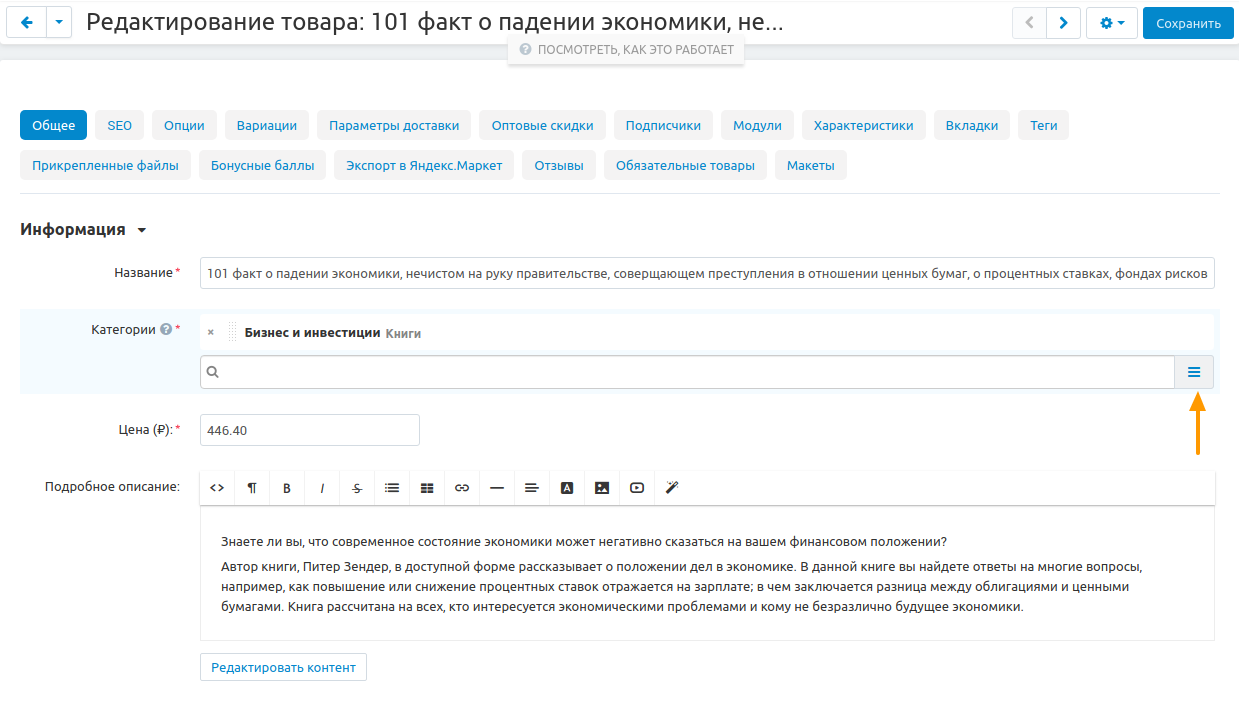 Редактирование товара: 101 факт о падении экономики, не...
Сохранить
ПОСМОТРЕТЬ, КАК ЭТО РАБОТАЕТ
Общее SEO Опции Вариации Параметры доставки Оптовые скидки Подписчики Модули Характеристики Вкладки Теги
Прикрепленные файлы Бонусные баллы Экспорт в Яндекс.Маркет Отзывы Обязательные товары Макеты
Информация
Название* 101 факт о падении экономики, нечистом на руку правительстве, соверщающем преступления в отношении ценных бумаг, о процентных ставках, фондах рисков
Категории ? * × Бизнес и инвестиции Книги
Цена (₽):* 446.40
Подробное описание:
Знаете ли вы, что современное состояние экономики может негативно сказаться на вашем финансовом положении?
Автор книги, Питер Зендер, в доступной форме рассказывает о положении дел в экономике. В данной книге вы найдете ответы на многие вопросы,
например, как повышение или снижение процентных ставок отражается на зарплате; в чем заключается разница между облигациями и ценными
бумагами. Книга рассчитана на всех, кто интересуется экономическими проблемами и кому не безразлично будущее экономики.
Редактировать контент